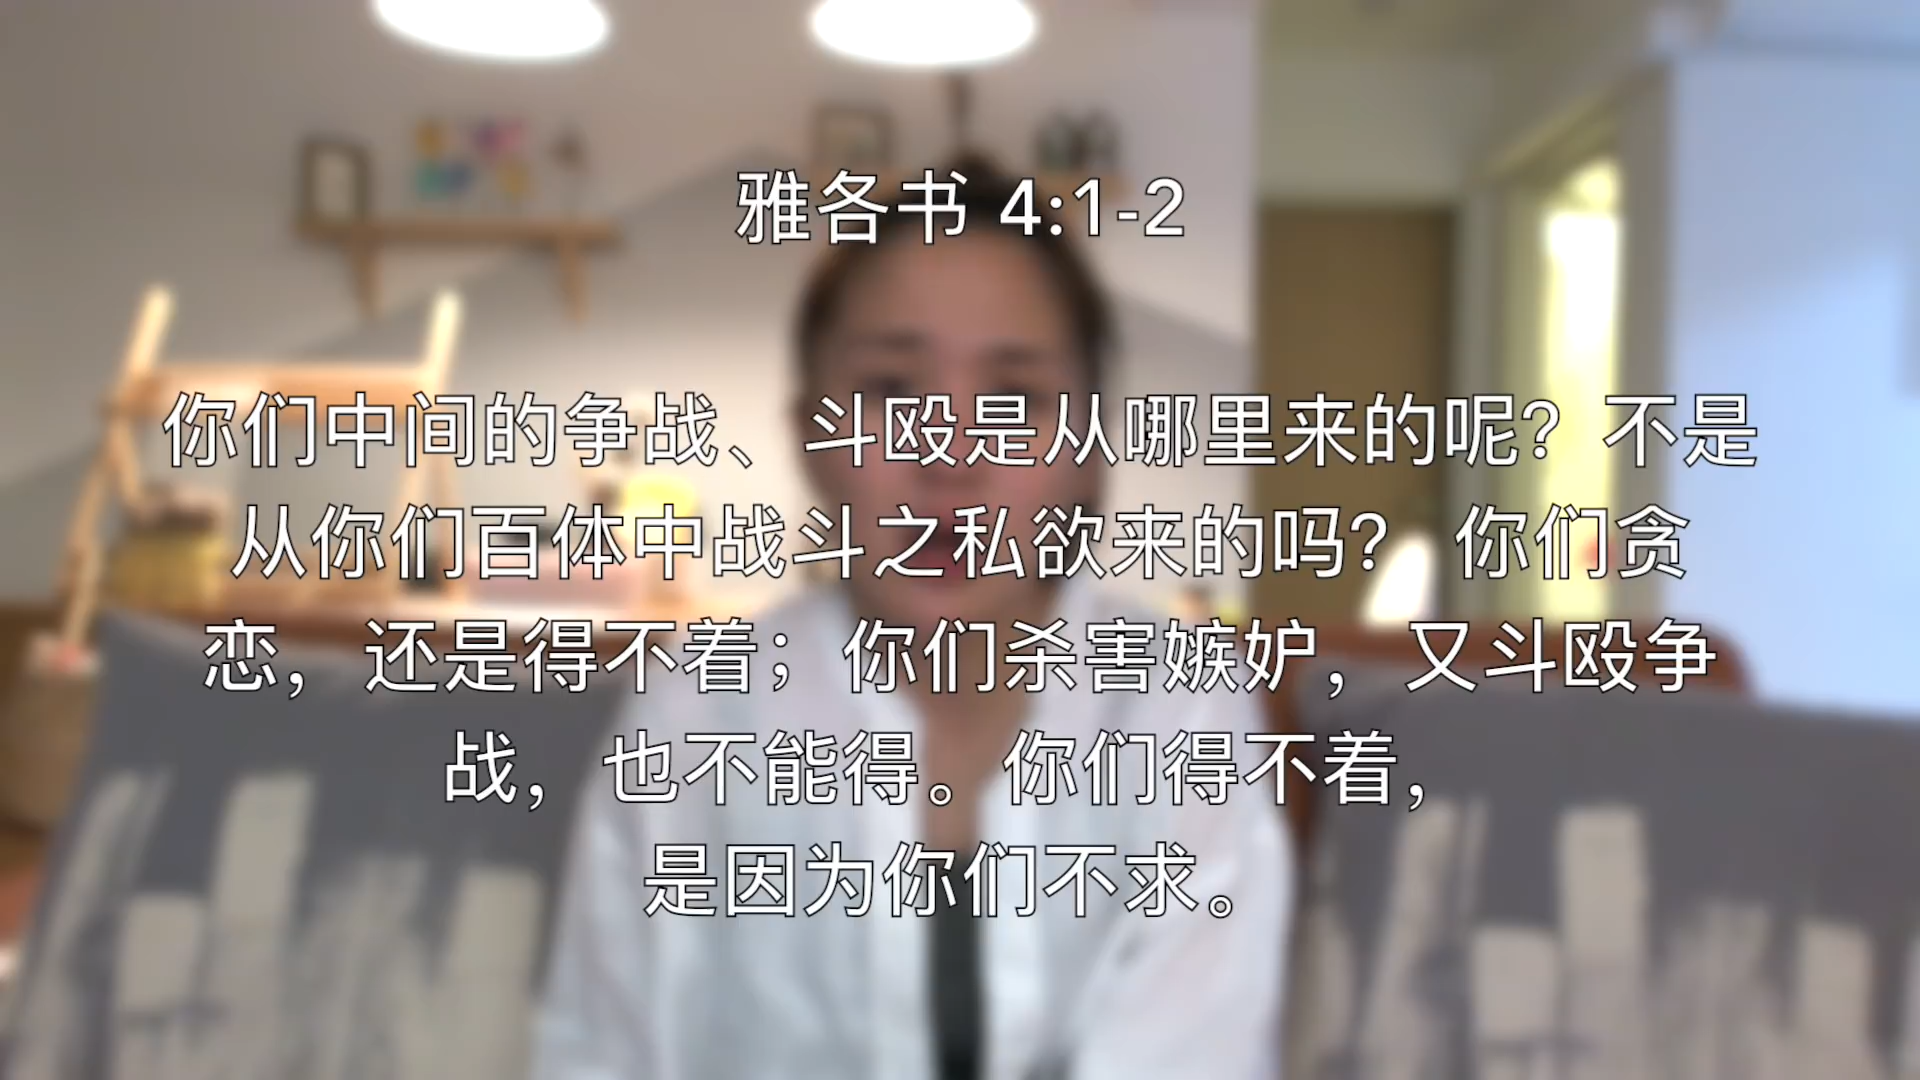 雅各书 4:1-2
你们中间的争战、斗殴是从哪里来的呢？不是
从你们百体中战斗之私欲来的吗？ 你们贪
恋，还是得不着；你们杀害嫉妒，又斗殴争
战，也不能得。你们得不着，
是因为你们不求。